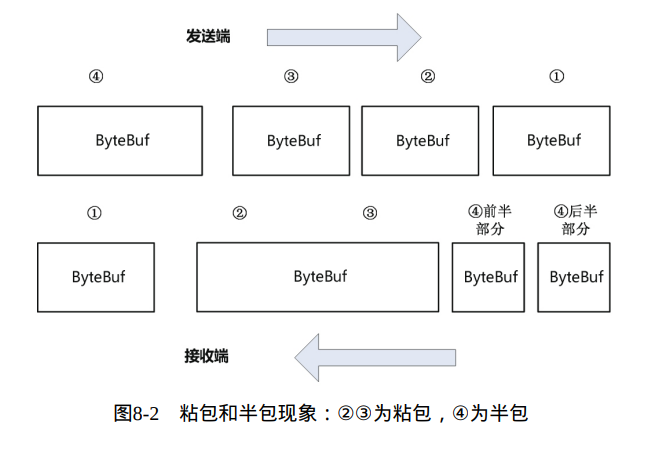 发送端
④ ③ ② ①
ByteBuf ByteBuf ByteBuf ByteBuf
① ② ③ ④前半部分 ④后半部分
ByteBuf ByteBuf ByteBuf ByteBuf
接收端
图8-2 粘包和半包现象：②③为粘包，④为半包